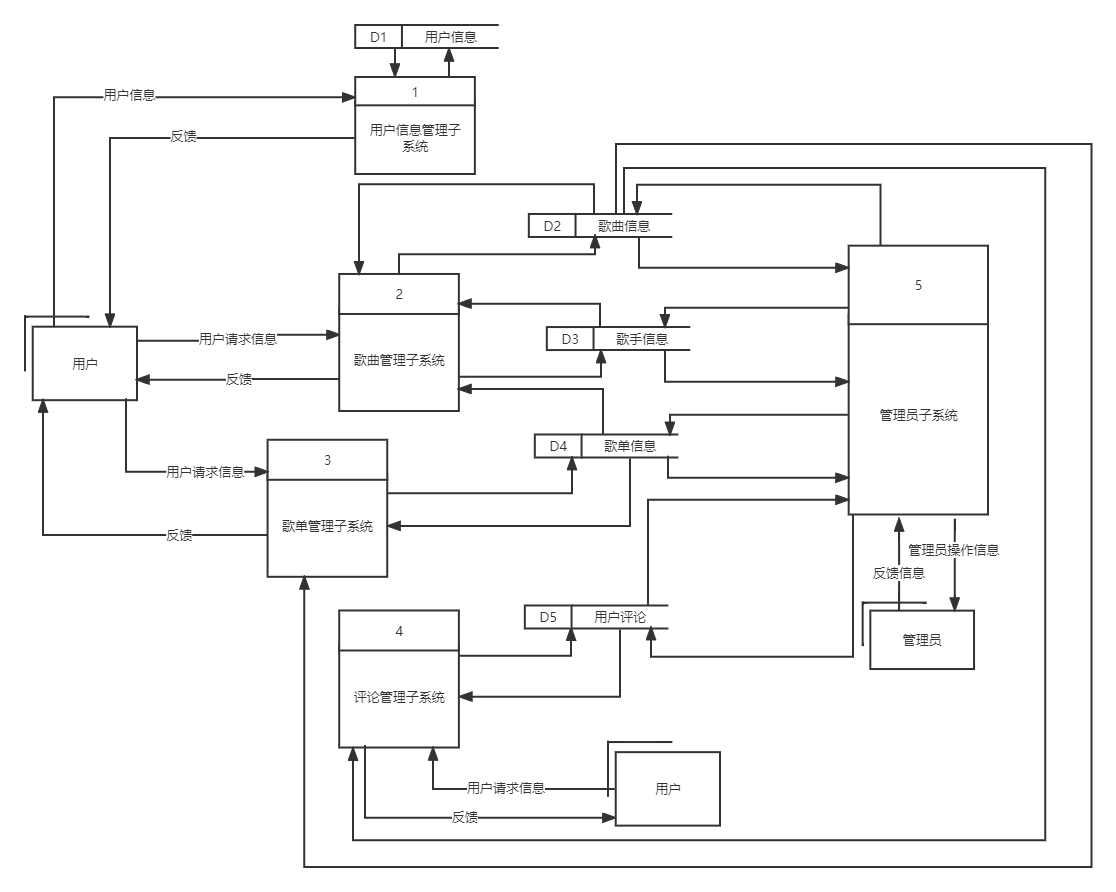 D1
用户信息
1
用户信息管理子
系统
用户信息
反馈
D2
歌曲信息
2
歌曲管理子系统
5
管理员子系统
D3
歌手信息
用户
用户请求信息
反馈
D4
歌单信息
3
歌单管理子系统
用户请求信息
反馈
管理员操作信息
反馈信息
管理员
D5
用户评论
4
评论管理子系统
用户请求信息
反馈
用户